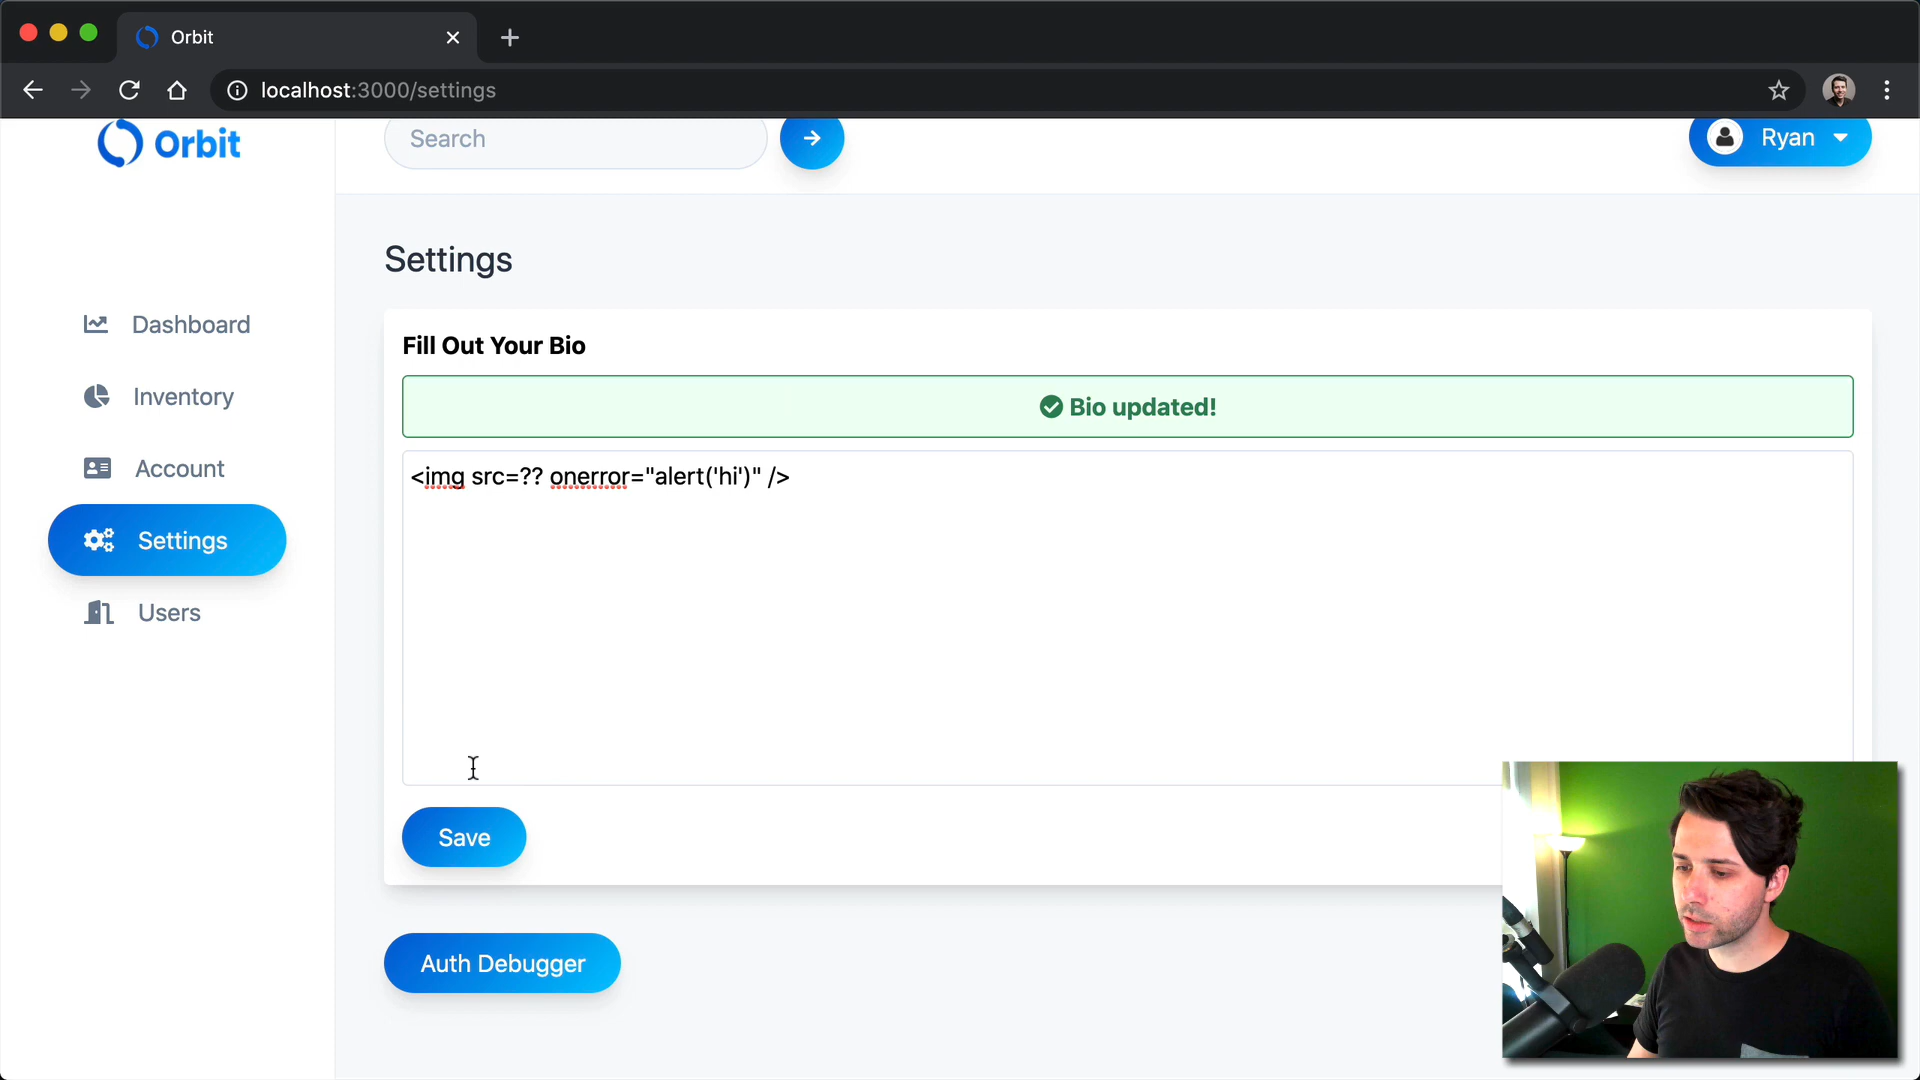 Orbit
localhost:3000/settings
Orbit
Search
Ryan
Settings
Fill Out Your Bio
Bio updated!
<img src=?? onerror="alert('hi')" />
Dashboard
Inventory
Account
Settings
Users
Save
Auth Debugger